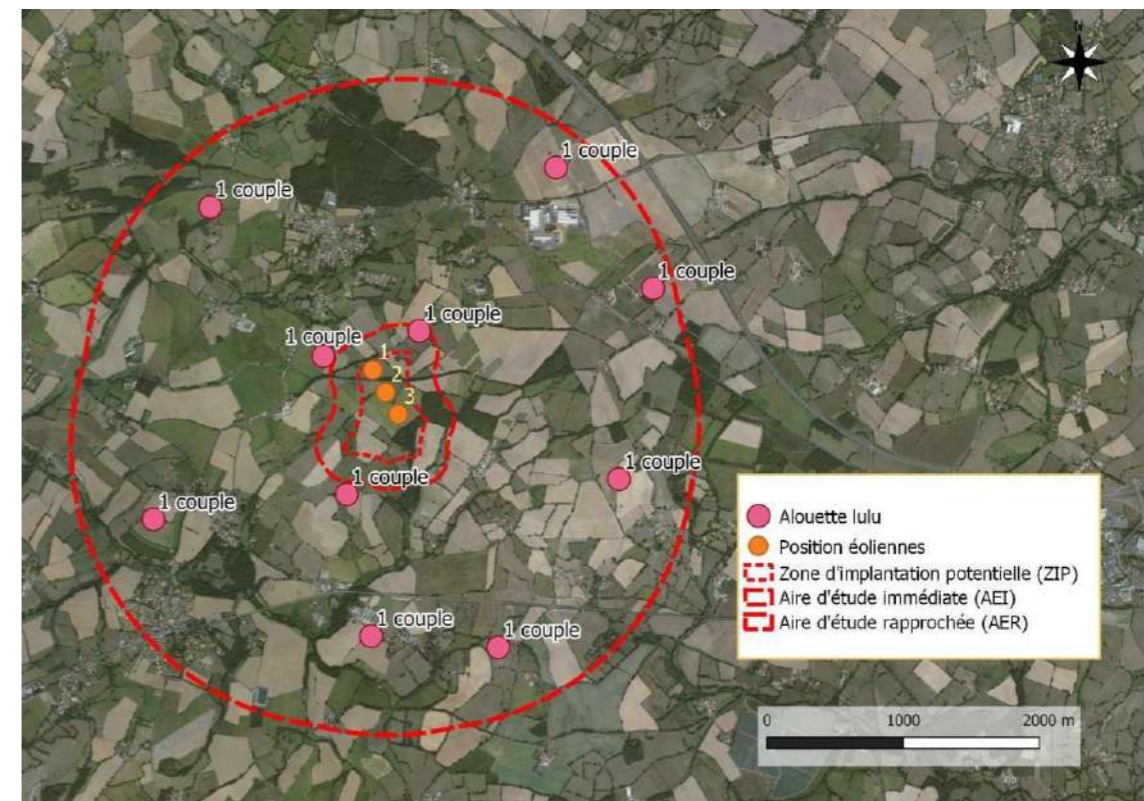 N
1 couple
1 couple
1 couple
1 couple
1 couple
1
2
3
1 couple
1 couple
1 couple
1 couple
1 couple
Alouette lulu
Position éoliennes
Zone d'implantation potentielle (ZIP)
Aire d'étude immédiate (AEI)
Aire d'étude rapprochée (AER)
0 1000 2000 m